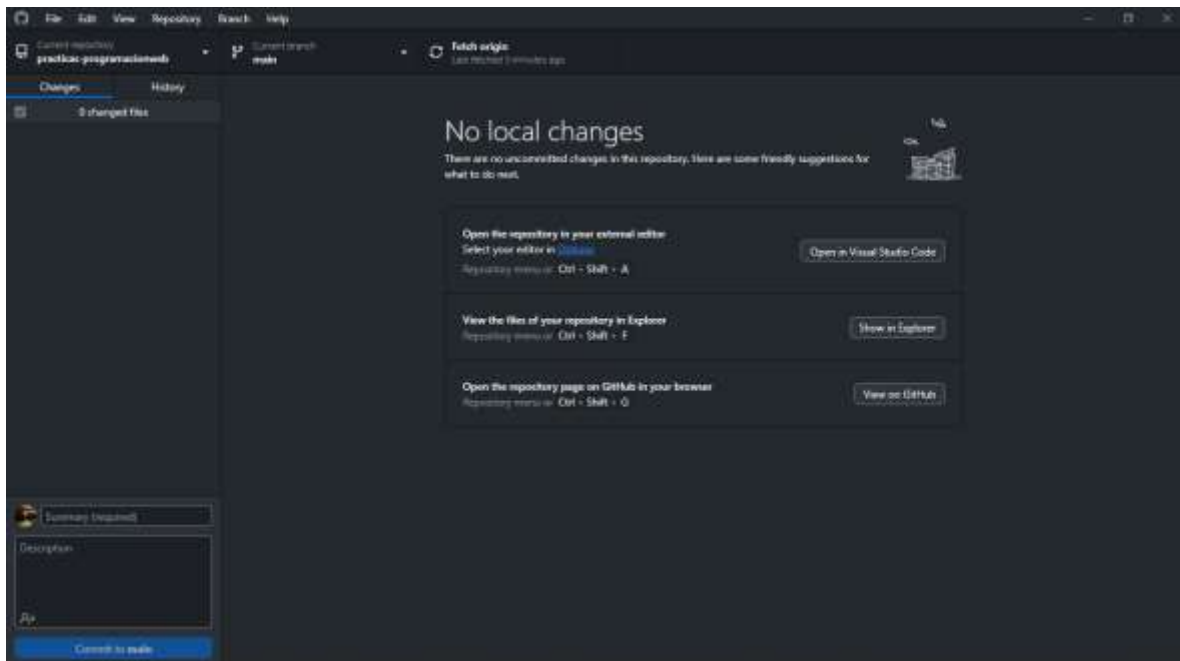 File Edit View Repository Branch Help
Current repository
practicas-programacionweb
Current branch
main
Fetch origin
Last fetched 3 minutes ago
Changes
History
0 changed files
No local changes
There are no uncommitted changes in this repository. Here are some friendly suggestions for
what to do next.
Open the repository in your external editor
Select your editor in Options
Repository menu or Ctrl + Shift + A
Open in Visual Studio Code
View the files of your repository in Explorer
Repository menu or Ctrl + Shift + F
Show in Explorer
Open the repository page on GitHub in your browser
Repository menu or Ctrl + Shift + G
View on GitHub
Summary (required)
Description
Commit to main